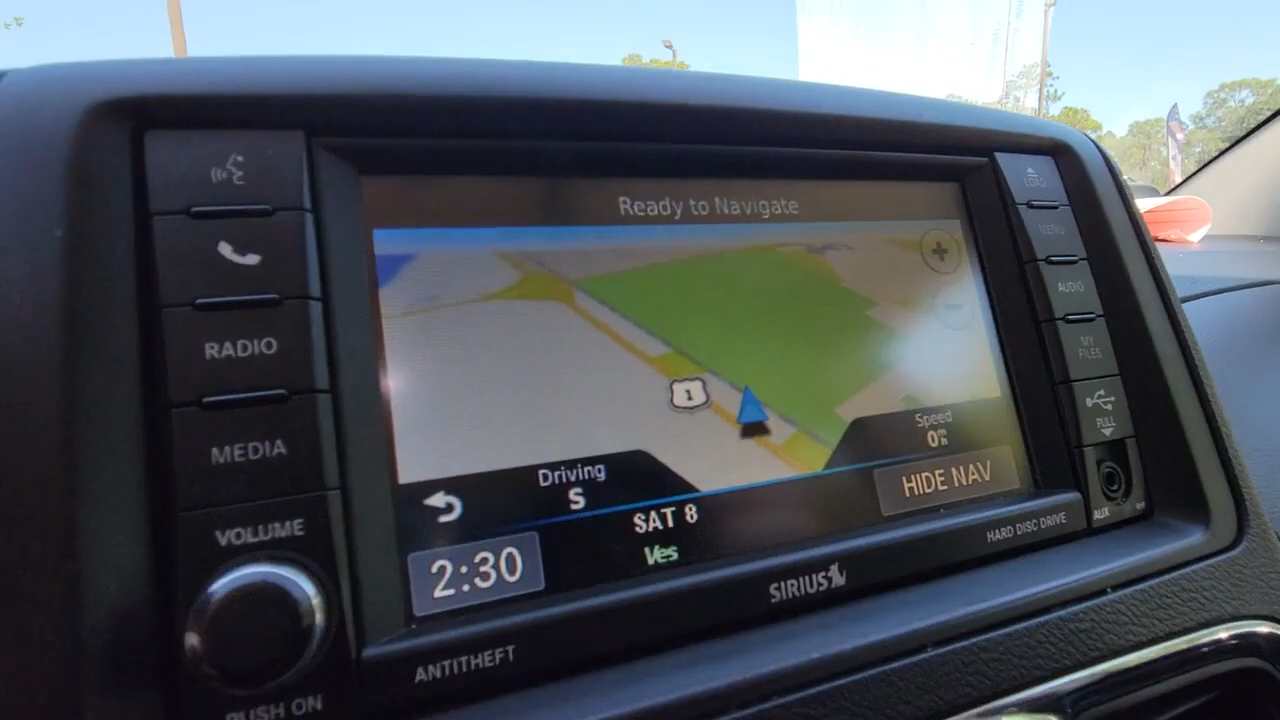 Ready to Navigate
LOAD
MENU
AUDIO
MY
FILES
PULL
AUX
RADIO
MEDIA
VOLUME
PUSH ON
1
Speed
0
Driving
S
HIDE NAV
SAT 8
Ves
2:30
HARD DISC DRIVE
SIRIUS
ANTITHEFT